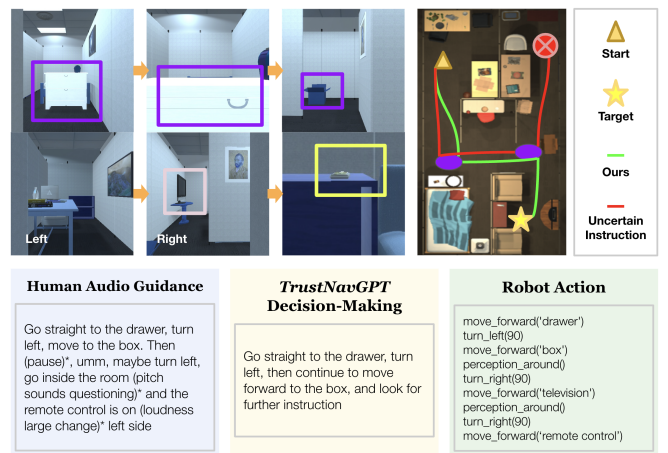 Left
Right
Start
Target
Ours
Uncertain
Instruction
Human Audio Guidance
Go straight to the drawer, turn
left, move to the box. Then
(pause)*, umm, maybe turn left,
go inside the room (pitch
sounds questioning)* and the
remote control is on (loudness
large change)* left side
TrustNavGPT
Decision-Making
Go straight to the drawer, turn
left, then continue to move
forward to the box, and look for
further instruction
Robot Action
move_forward('drawer')
turn_left(90)
move_forward('box')
perception_around()
turn_right(90)
move_forward('television')
perception_around()
turn_right(90)
move_forward('remote control')